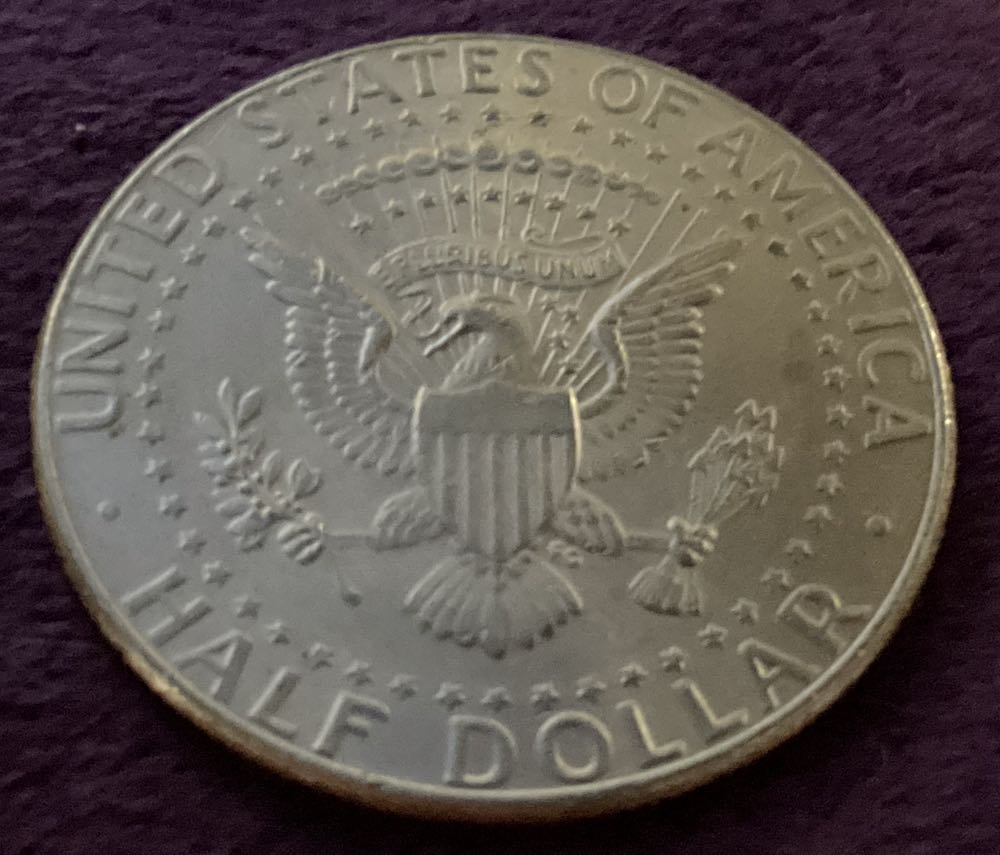 UNITED STATES OF AMERICA
PLURIBUS UNUM
HALF DOLLAR